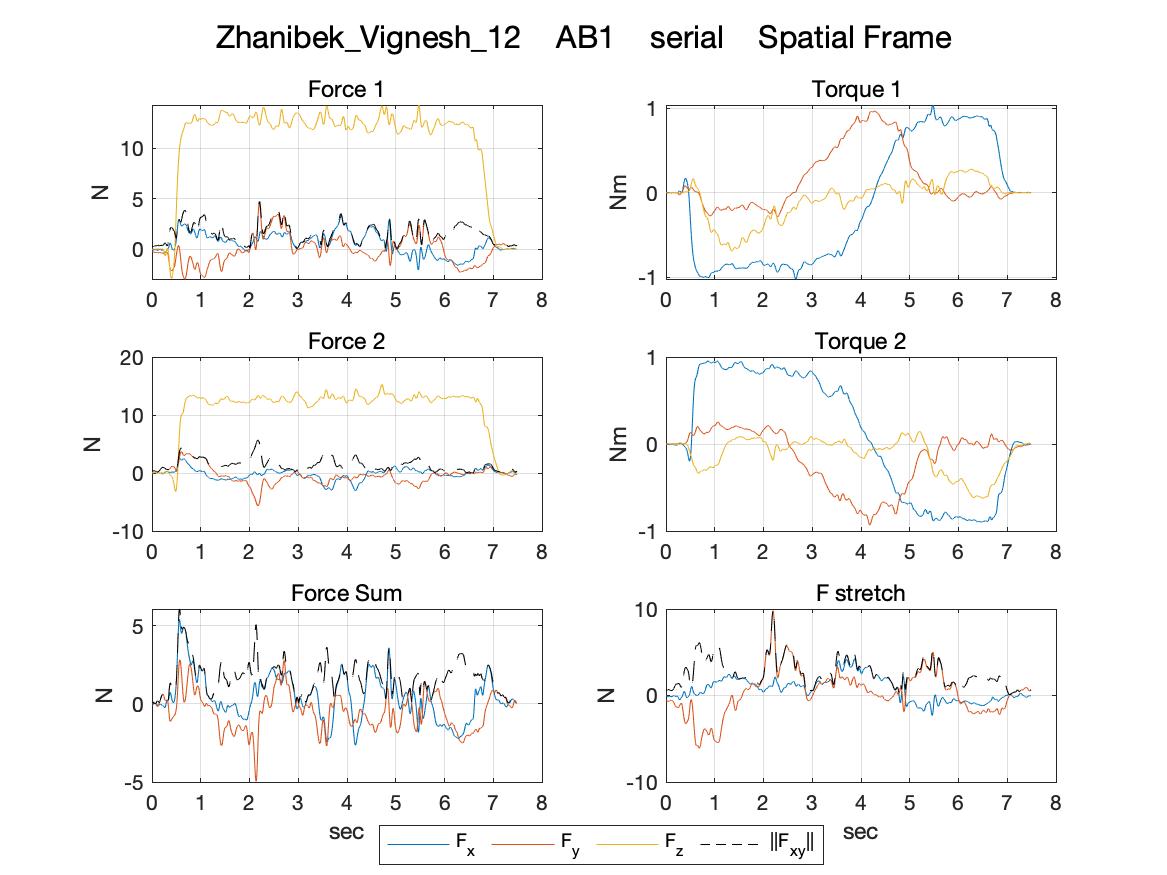 Zhanibek_Vignesh_12 AB1 serial Spatial Frame
Force 1
N
10
5
0
0 1 2 3 4 5 6 7 8
Torque 1
Nm
1
0
-1
0 1 2 3 4 5 6 7 8
Force 2
N
20
10
0
-10
0 1 2 3 4 5 6 7 8
Torque 2
Nm
1
0
-1
0 1 2 3 4 5 6 7 8
Force Sum
N
5
0
-5
0 1 2 3 4 5 6 7 8
sec
F stretch
N
10
0
-10
0 1 2 3 4 5 6 7 8
sec
Fx Fy Fz ||Fxy||